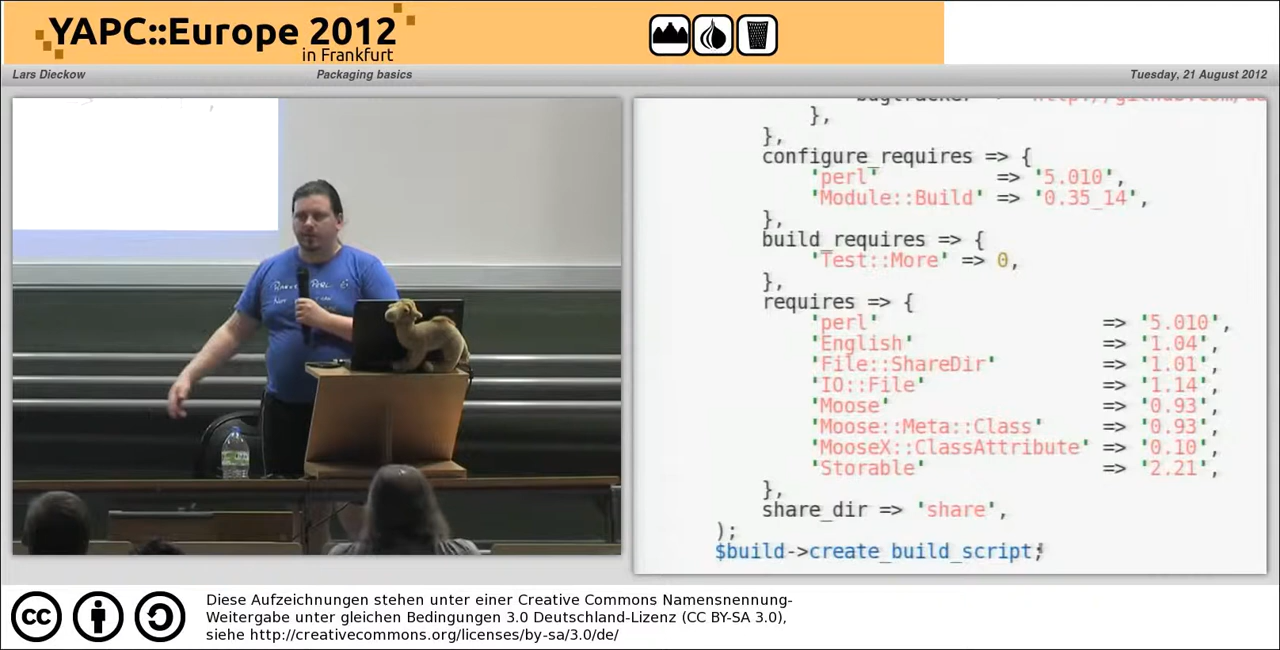 YAPC::Europe 2012
in Frankfurt
Lars Dieckow
Packaging basics
Tuesday, 21 August 2012
},
},
configure_requires => {
'perl' => '5.010',
'Module::Build' => '0.35_14',
},
build_requires => {
'Test::More' => 0,
},
requires => {
'perl' => '5.010',
'English' => '1.04',
'File::ShareDir' => '1.01',
'IO::File' => '1.14',
'Moose' => '0.93',
'Moose::Meta::Class' => '0.93',
'MooseX::ClassAttribute' => '0.10',
'Storable' => '2.21',
},
share_dir => 'share',
);
$build->create_build_script;
Diese Aufzeichnungen stehen unter einer Creative Commons Namensnennung-
Weitergabe unter gleichen Bedingungen 3.0 Deutschland-Lizenz (CC BY-SA 3.0),
siehe http://creativecommons.org/licenses/by-sa/3.0/de/